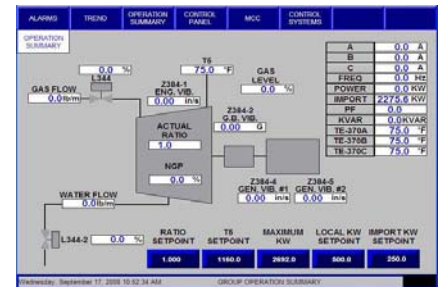 ALARMS TREND OPERATION SUMMARY CONTROL PANEL MCC CONTROL SYSTEMS
OPERATION SUMMARY
0.0 %
L344
T5
75.0 °F
GAS LEVEL
0.0 %
GAS FLOW
0.0lb/m
Z384-1
ENG. VIB.
0.00 in/s
Z384-2
G.B. VIB.
0.00 G
A 0.0 A
B 0.0 A
C 0.0 A
FREQ 0.0 Hz
POWER 0.0 KW
IMPORT 2275.6 KW
PF 0.0
KVAR 0.0KVAR
TE-370A 75.0 °F
TE-370B 75.0 °F
TE-370C 75.0 °F
ACTUAL RATIO
1.0
NGP
0.0 %
Z384-4
GEN. VIB. #1
0.00 in/s
Z384-5
GEN. VIB. #2
0.00 in/s
WATER FLOW
0.0lb/m
L344-2 0.0 %
RATIO SETPOINT
1.000
T5 SETPOINT
1160.0
MAXIMUM KW
2692.0
LOCAL KW SETPOINT
500.0
IMPORT KW SETPOINT
250.0
Wednesday, September 17, 2008 10:52:34 AM GROUP OPERATION SUMMARY